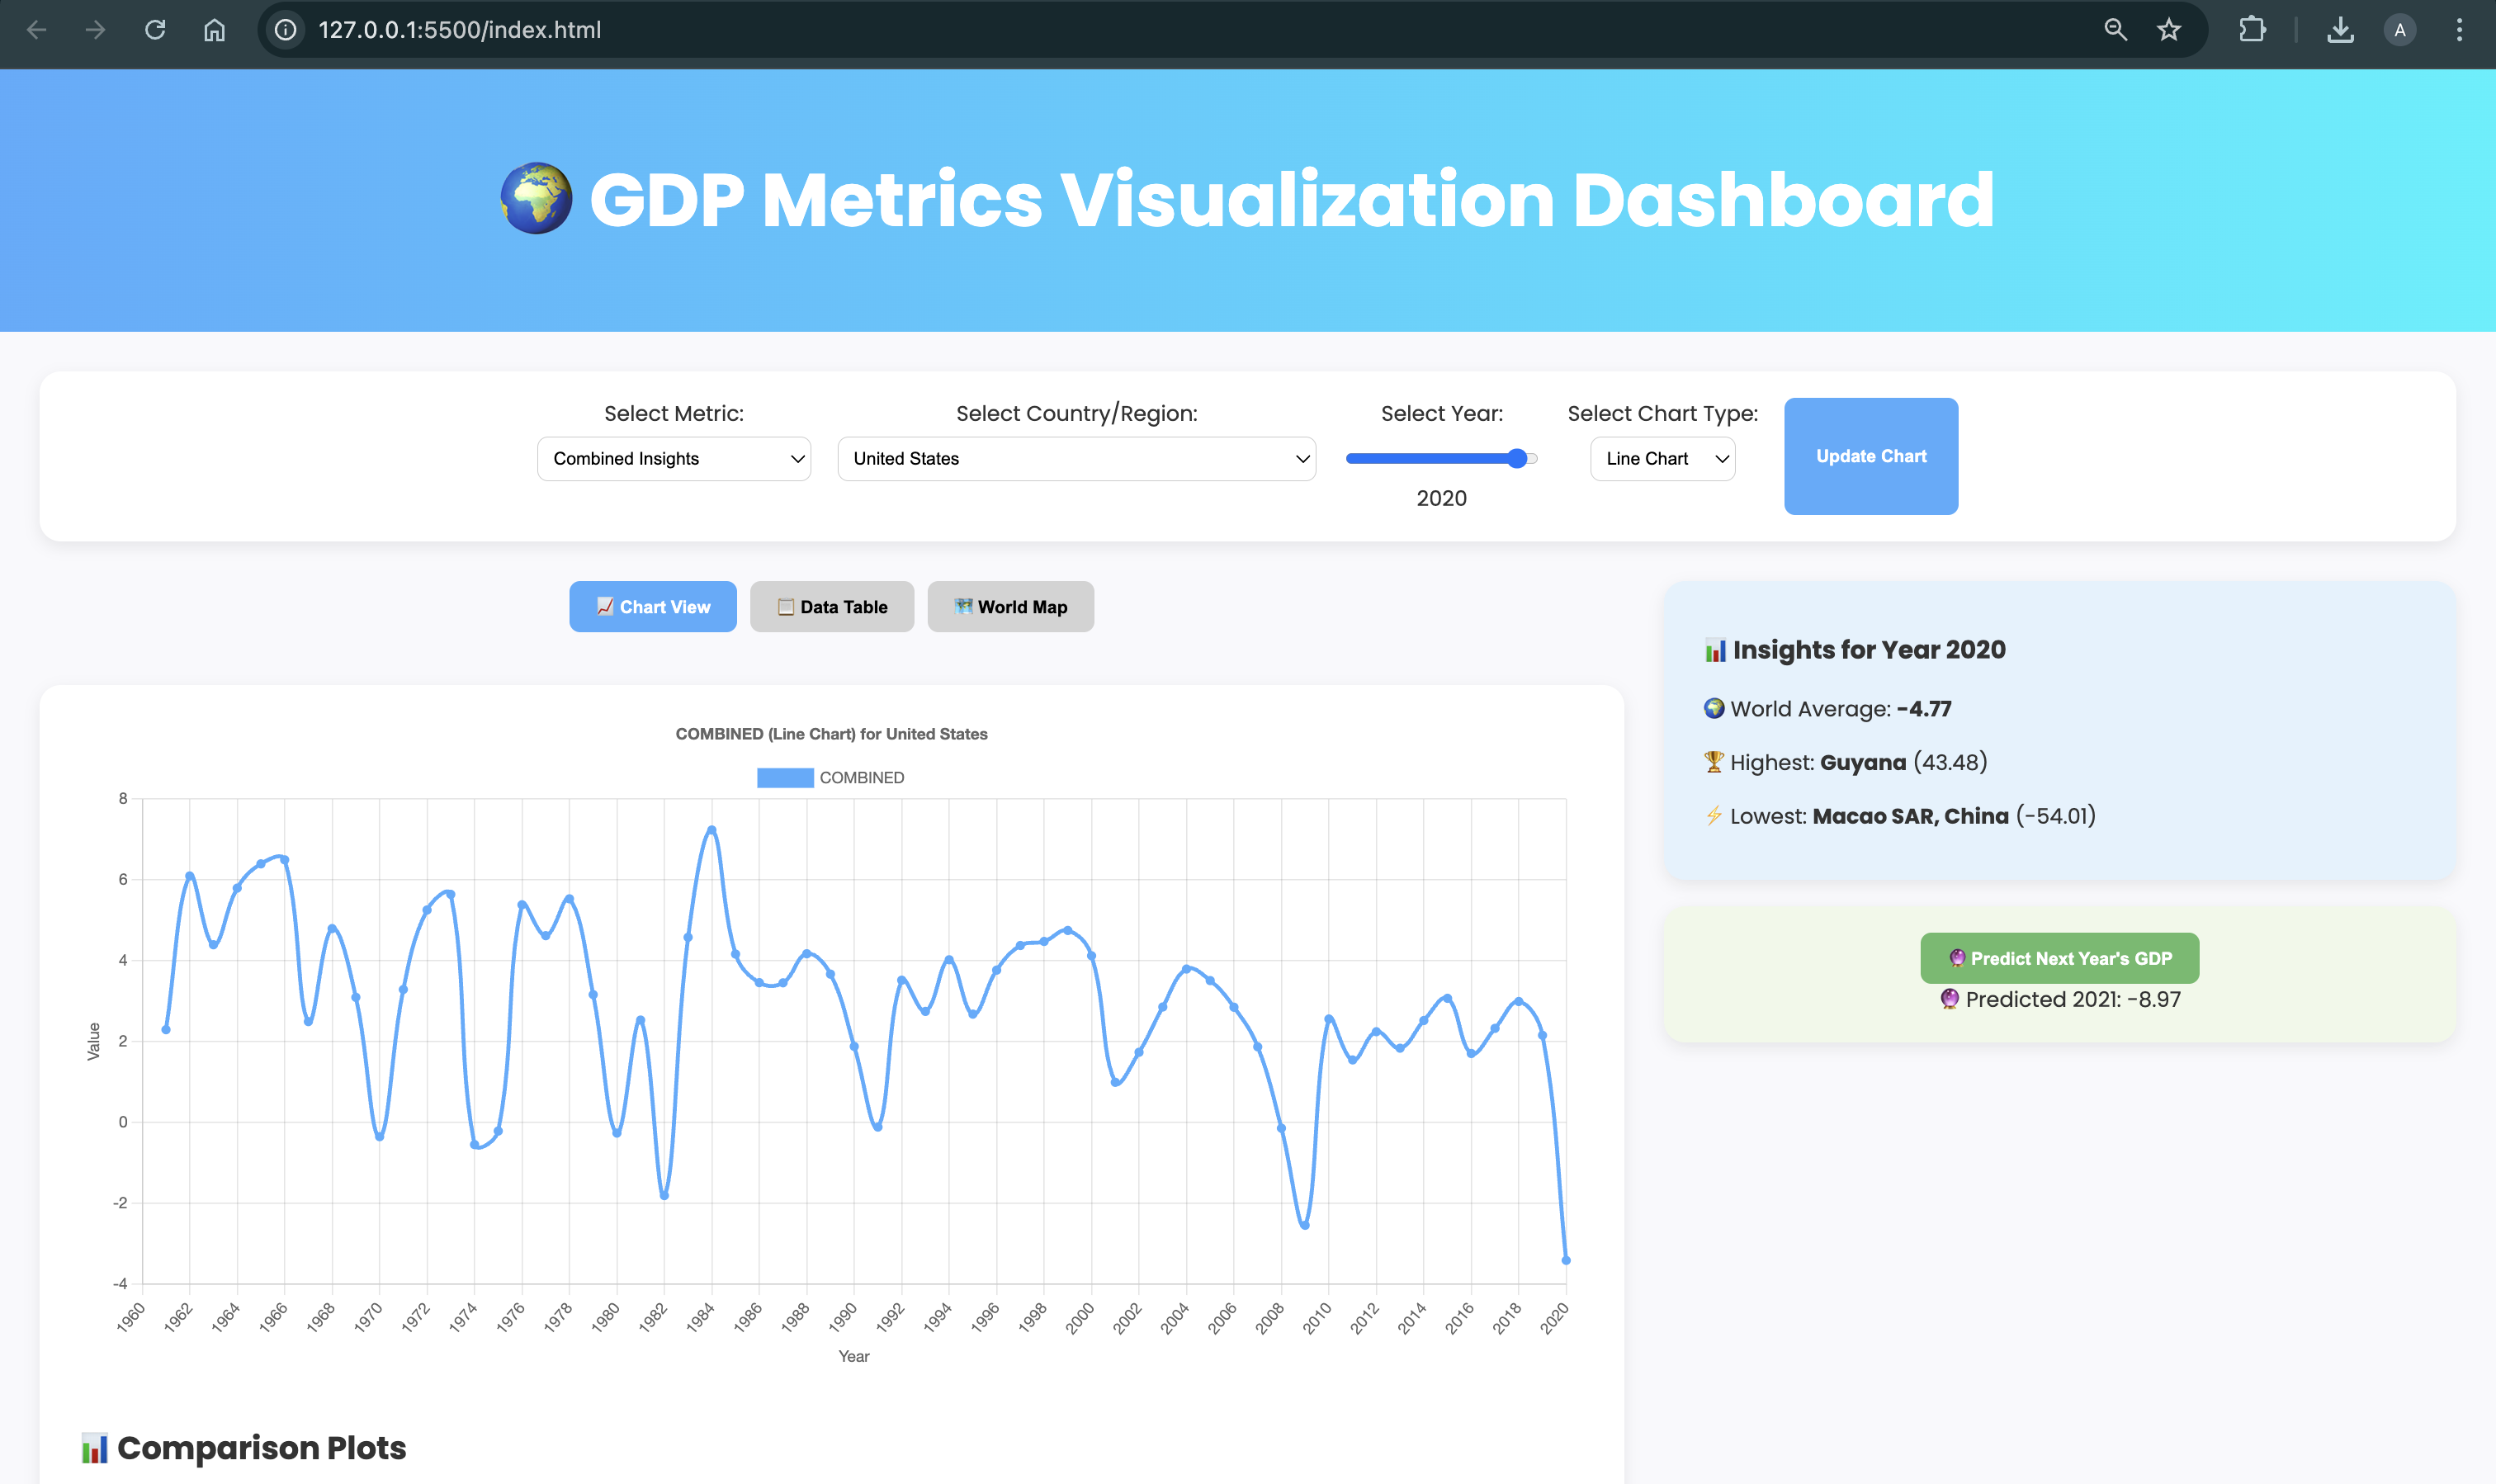 127.0.0.1:5500/index.html
A
GDP Metrics Visualization Dashboard
Select Metric:
Combined Insights
Select Country/Region:
United States
Select Year:
2020
Select Chart Type:
Line Chart
Update Chart
Chart View
Data Table
World Map
COMBINED (Line Chart) for United States
COMBINED
Value
8
6
4
2
0
-2
-4
1960
1962
1964
1966
1968
1970
1972
1974
1976
1978
1980
1982
1984
1986
1988
1990
1992
1994
1996
1998
2000
2002
2004
2006
2008
2010
2012
2014
2016
2018
2020
Year
Comparison Plots
Insights for Year 2020
World Average: -4.77
Highest: Guyana (43.48)
Lowest: Macao SAR, China (-54.01)
Predict Next Year's GDP
Predicted 2021: -8.97